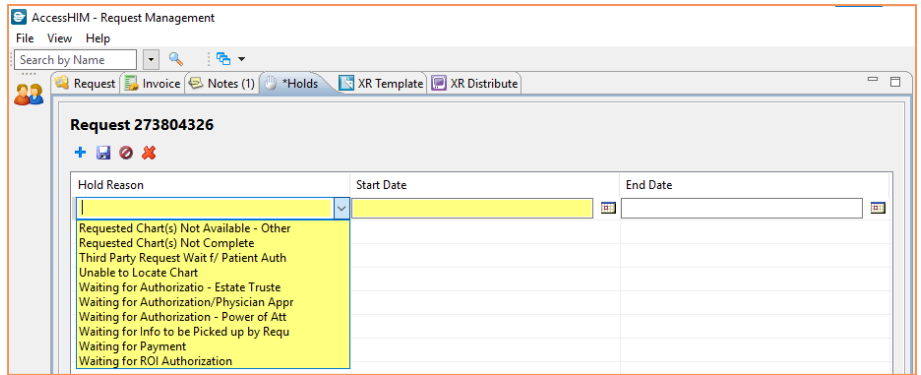 AccessHIM - Request Management
File View Help
Search by Name
Request Invoice Notes (1) *Holds XR Template XR Distribute
Request 273804326
Hold Reason Start Date End Date
Requested Chart(s) Not Available - Other
Requested Chart(s) Not Complete
Third Party Request Wait f/ Patient Auth
Unable to Locate Chart
Waiting for Authorizatio - Estate Truste
Waiting for Authorization/Physician Appr
Waiting for Authorization - Power of Att
Waiting for Info to be Picked up by Requ
Waiting for Payment
Waiting for ROI Authorization